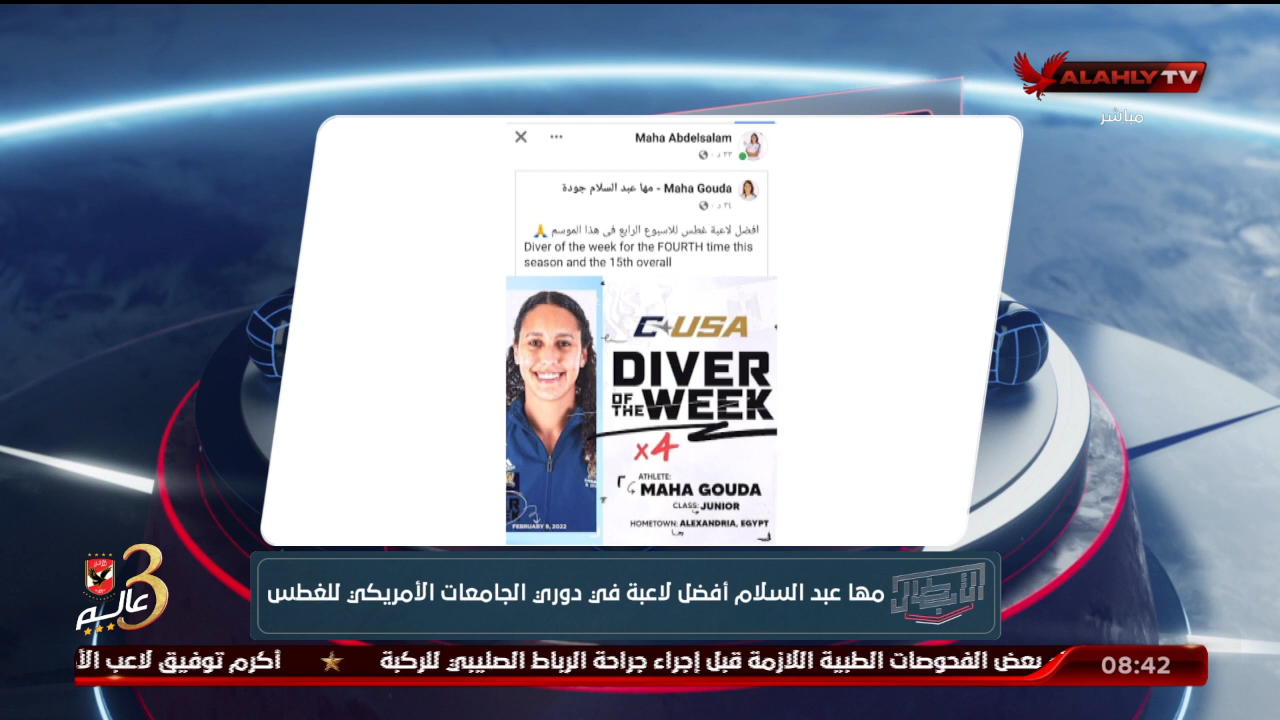 ALAHLY TV
مباشر
Maha Abdelsalam
٢٣ د
Maha Gouda - مها عبد السلام جودة
٢٤ د
افضل لاعبة غطس للاسبوع الرابع فى هذا الموسم 🙏
Diver of the week for the FOURTH time this
season and the 15th overall
C USA
DIVER
OF THE WEEK
x4
ATHLETE:
MAHA GOUDA
CLASS: JUNIOR
HOMETOWN: ALEXANDRIA, EGYPT
FEBRUARY 9, 2022
3
عالم
الأبطال
مها عبد السلام أفضل لاعبة في دوري الجامعات الأمريكي للغطس
بعض الفحوصات الطبية اللازمة قبل إجراء جراحة الرباط الصليبي للركبة ★ أكرم توفيق لاعب الأ
08:42